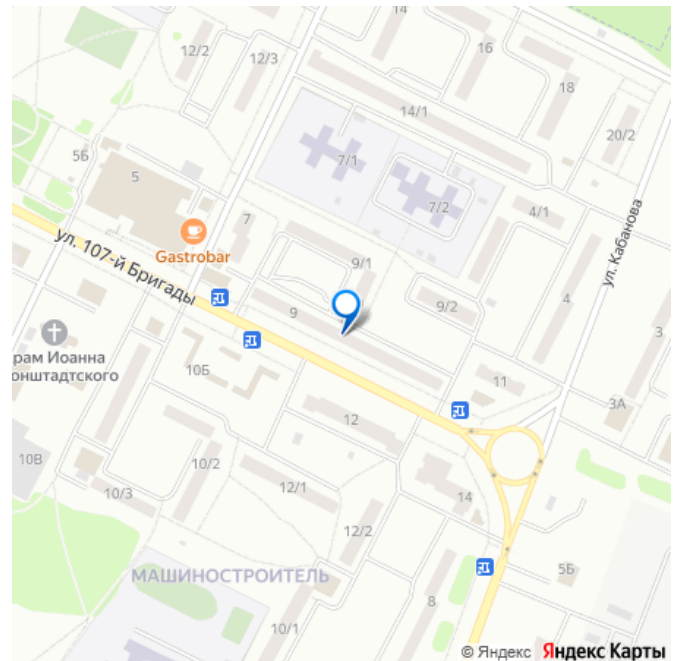 14
16
12/2
12/3
18
14/1
20/2
5Б
7/1
5
7/2
4/1
7
ул. Кабанова
Gastrobar
ул. 107-й Бригады
9/1
9/2
4
9
3
рам Иоанна
онштадтского
10Б
11
12
3А
10В
10/2
12/1
14
10/3
12/2
5Б
МАШИНОСТРОИТЕЛЬ
8
10/1
© Яндекс Яндекс Карты